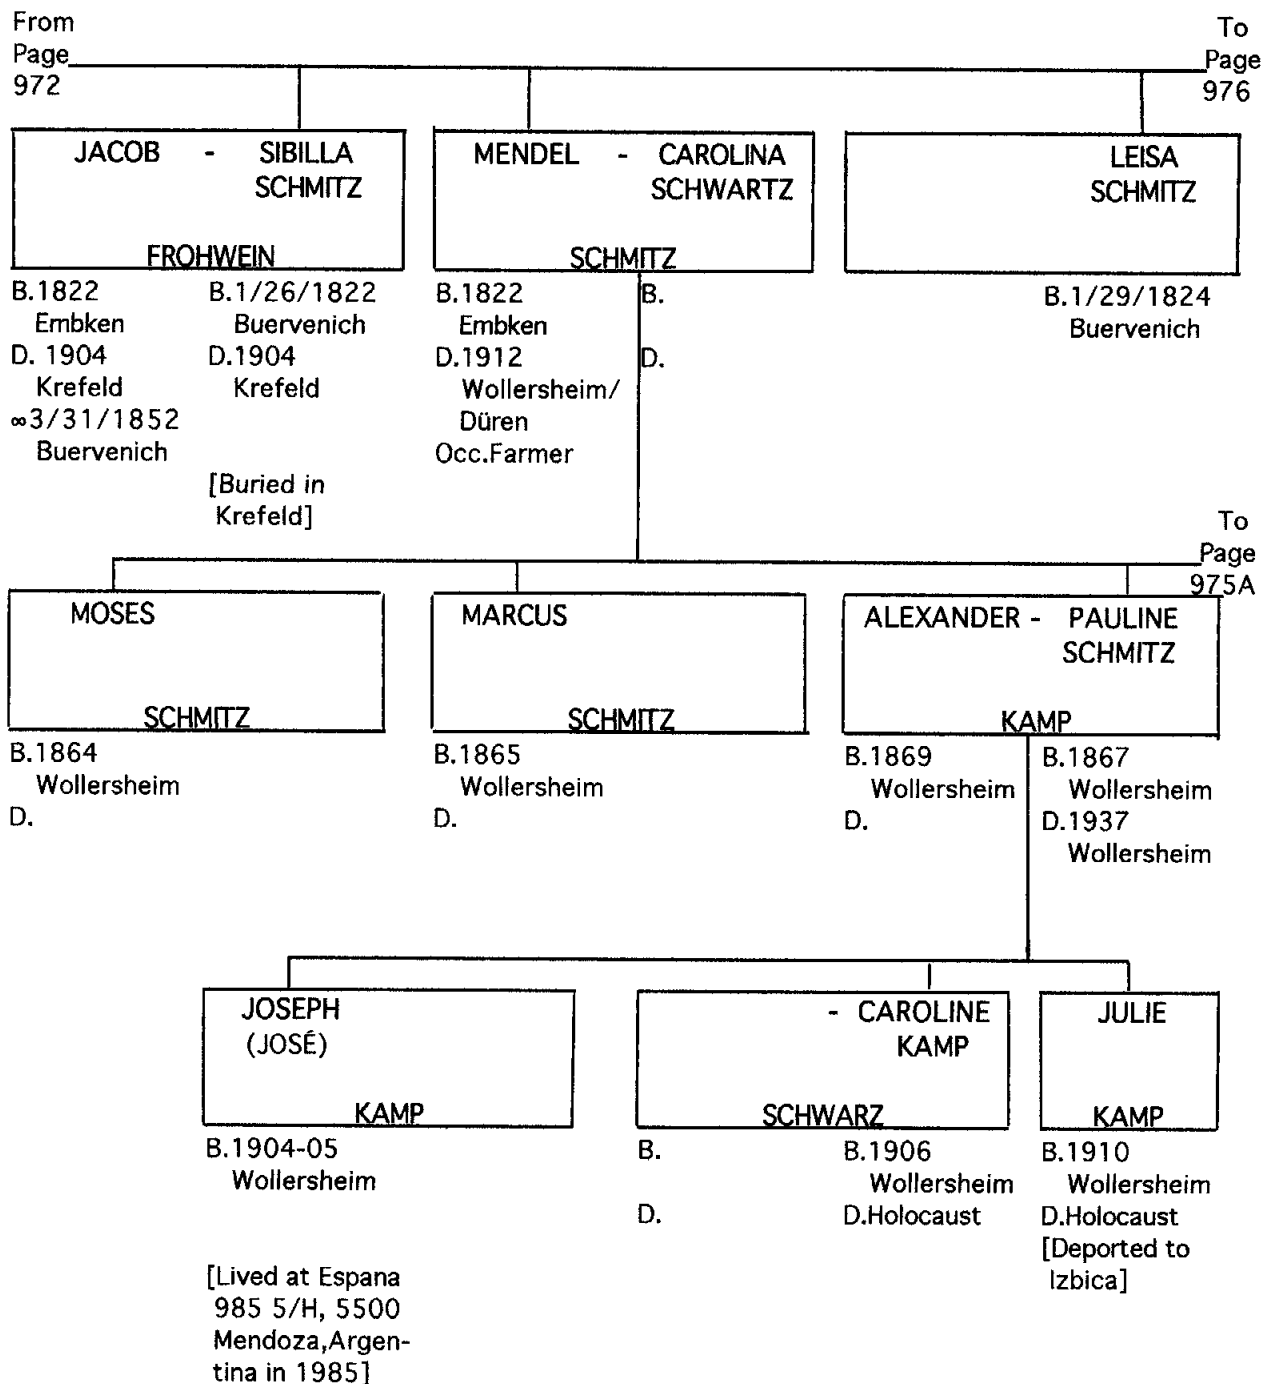 From
Page
972
To
Page
976
JACOB - SIBILLA
SCHMITZ
FROHWEIN
B.1822
Embken
D. 1904
Krefeld
∞3/31/1852
Buervenich
B.1/26/1822
Buervenich
D.1904
Krefeld
[Buried in
Krefeld]
MENDEL - CAROLINA
SCHWARTZ
SCHMITZ
B.1822
Embken
D.1912
Wollersheim/
Düren
Occ.Farmer
B.
D.
LEISA
SCHMITZ
B.1/29/1824
Buervenich
To
Page
975A
MOSES
SCHMITZ
B.1864
Wollersheim
D.
MARCUS
SCHMITZ
B.1865
Wollersheim
D.
ALEXANDER - PAULINE
SCHMITZ
KAMP
B.1869
Wollersheim
D.
B.1867
Wollersheim
D.1937
Wollersheim
JOSEPH
(JOSÉ)
KAMP
B.1904-05
Wollersheim
[Lived at Espana
985 5/H, 5500
Mendoza,Argen-
tina in 1985]
- CAROLINE
KAMP
SCHWARZ
B.
D.
B.1906
Wollersheim
D.Holocaust
JULIE
KAMP
B.1910
Wollersheim
D.Holocaust
[Deported to
Izbica]